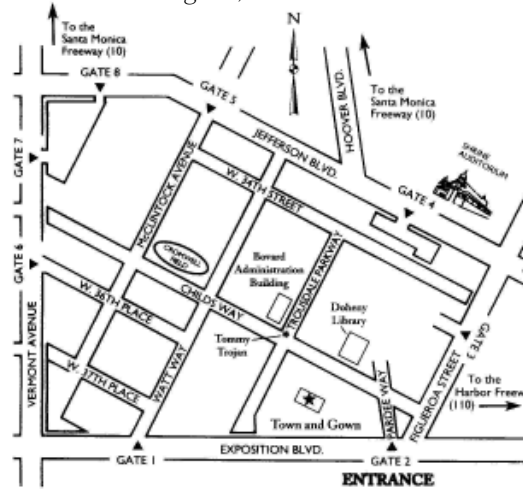 To the
Santa Monica
Freeway (10)
N
GATE 8
GATE 5
HOOVER BLVD.
To the
Santa Monica
Freeway (10)
JEFFERSON BLVD.
SHRINE
AUDITORIUM
GATE 7
McCLINTOCK AVENUE
W. 34TH STREET
GATE 4
CROMWELL
FIELD
Bovard
Administration
Building
TROUSDALE PARKWAY
GATE 6
CHILDS WAY
W. 36TH PLACE
Doheny
Library
GATE 3
VERMONT AVENUE
WATT WAY
Tommy
Trojan
W. 37TH PLACE
PARDEE WAY
FIGUEROA STREET
To the
Harbor Freew
(110)
Town and Gown
EXPOSITION BLVD.
GATE 1
GATE 2
ENTRANCE